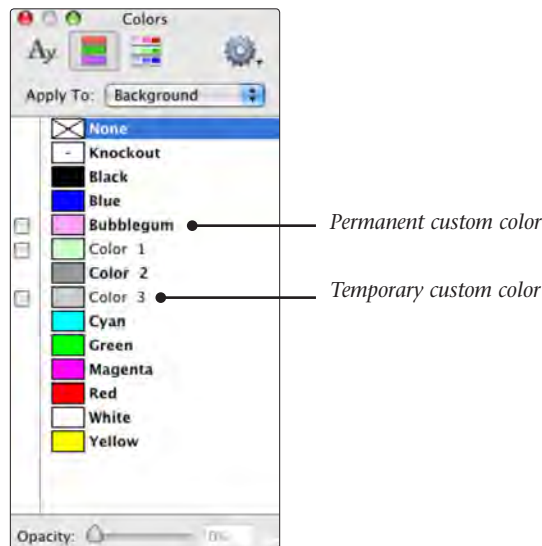 Colors
Ay
Apply To: Background
None
Knockout
Black
Blue
Bubblegum
Permanent custom color
Color 1
Color 2
Color 3
Temporary custom color
Cyan
Green
Magenta
Red
White
Yellow
Opacity: